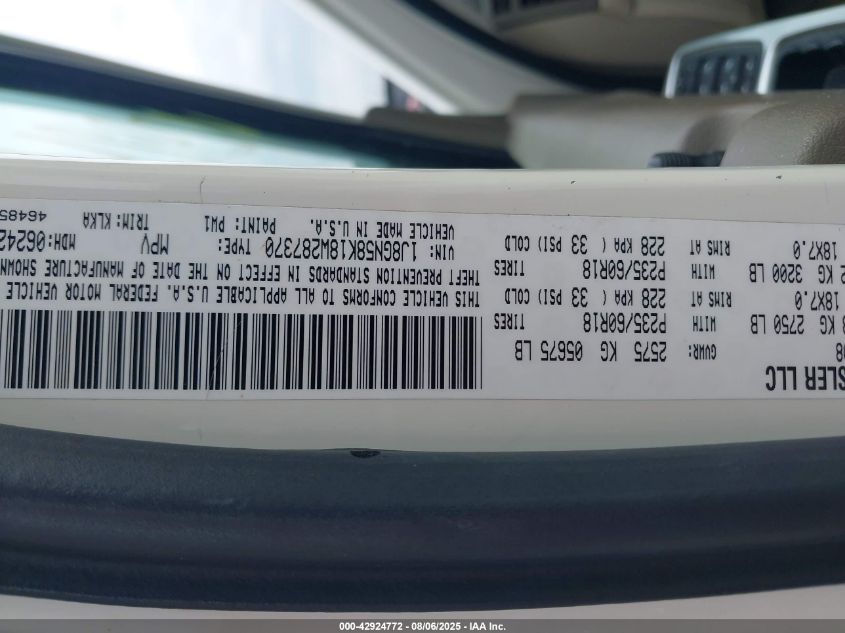 SLER LLC
08 GVWR: 2575 KG 05675 LB
KG 2750 LB WITH P235/60R18 TIRES
18X7.0 RIMS AT 228 KPA ( 33 PSI) COLD
2 KG 3200 LB WITH P235/60R18 TIRES
18X7.0 RIMS AT 228 KPA ( 33 PSI) COLD
THIS VEHICLE CONFORMS TO ALL APPLICABLE U.S.A. FEDERAL MOTOR VEHICLE
THEFT PREVENTION STANDARDS IN EFFECT ON THE DATE OF MANUFACTURE SHOWN
VIN: 1J8GN58K18W287370 TYPE: MPV MDH: 06242
VEHICLE MADE IN U.S.A. PAINT: PW1 TRIM: KLKA 46485
000-42924772 - 08/06/2025 - IAA Inc.